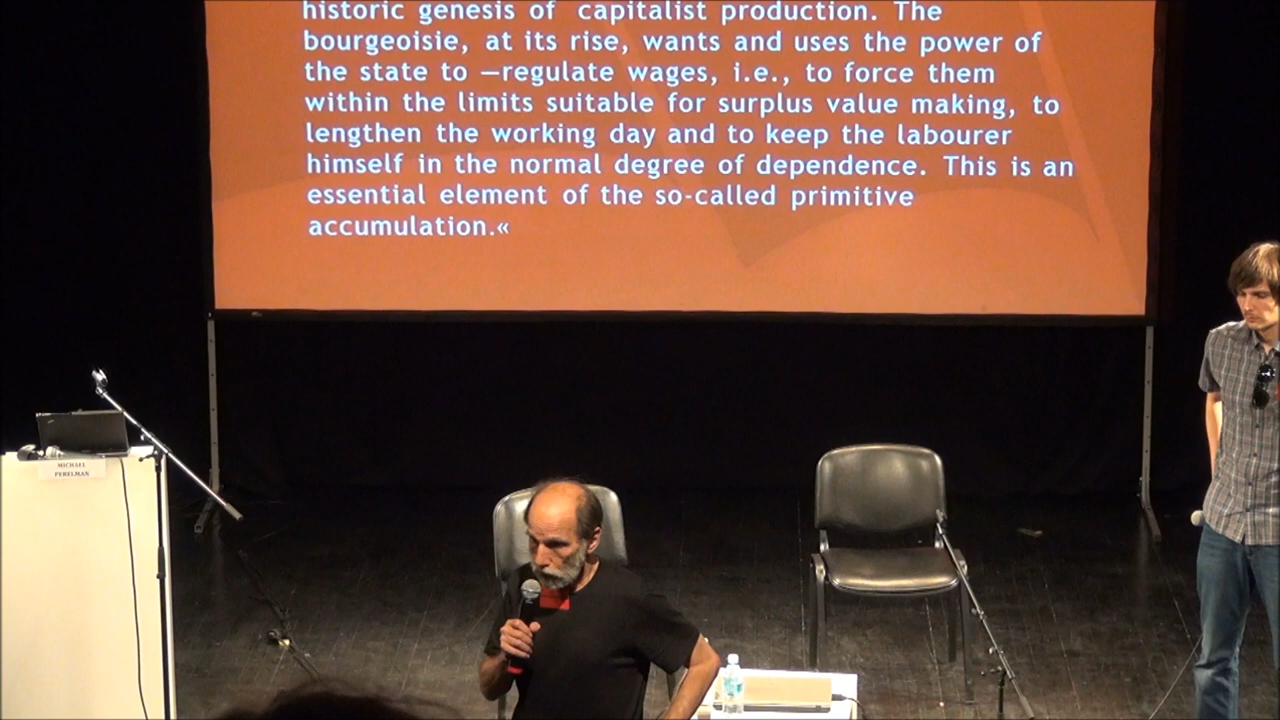 historic genesis of capitalist production. The
bourgeoisie, at its rise, wants and uses the power of
the state to —regulate wages, i.e., to force them
within the limits suitable for surplus value making, to
lengthen the working day and to keep the labourer
himself in the normal degree of dependence. This is an
essential element of the so-called primitive
accumulation.«
MICHAEL
PERELMAN